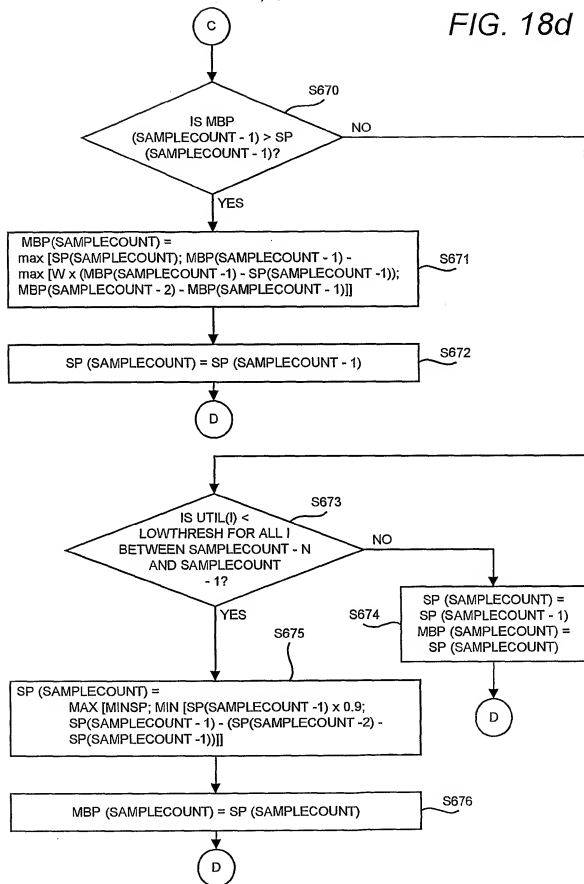 FIG. 18d
C
S670
IS MBP
(SAMPLECOUNT - 1) > SP
(SAMPLECOUNT - 1)?
NO
YES
MBP(SAMPLECOUNT) =
max [SP(SAMPLECOUNT); MBP(SAMPLECOUNT - 1) -
max [W x (MBP(SAMPLECOUNT -1) - SP(SAMPLECOUNT -1));
MBP(SAMPLECOUNT - 2) - MBP(SAMPLECOUNT - 1)]]
S671
SP (SAMPLECOUNT) = SP (SAMPLECOUNT - 1)
S672
D
S673
IS UTIL(I) <
LOWTHRESH FOR ALL I
BETWEEN SAMPLECOUNT - N
AND SAMPLECOUNT
- 1?
NO
YES
S674
SP (SAMPLECOUNT) =
SP (SAMPLECOUNT - 1)
MBP (SAMPLECOUNT) =
SP (SAMPLECOUNT)
D
S675
SP (SAMPLECOUNT) =
MAX [MINSP; MIN [SP(SAMPLECOUNT -1) x 0.9;
SP(SAMPLECOUNT - 1) - (SP(SAMPLECOUNT -2) -
SP(SAMPLECOUNT -1))]]
MBP (SAMPLECOUNT) = SP (SAMPLECOUNT)
S676
D